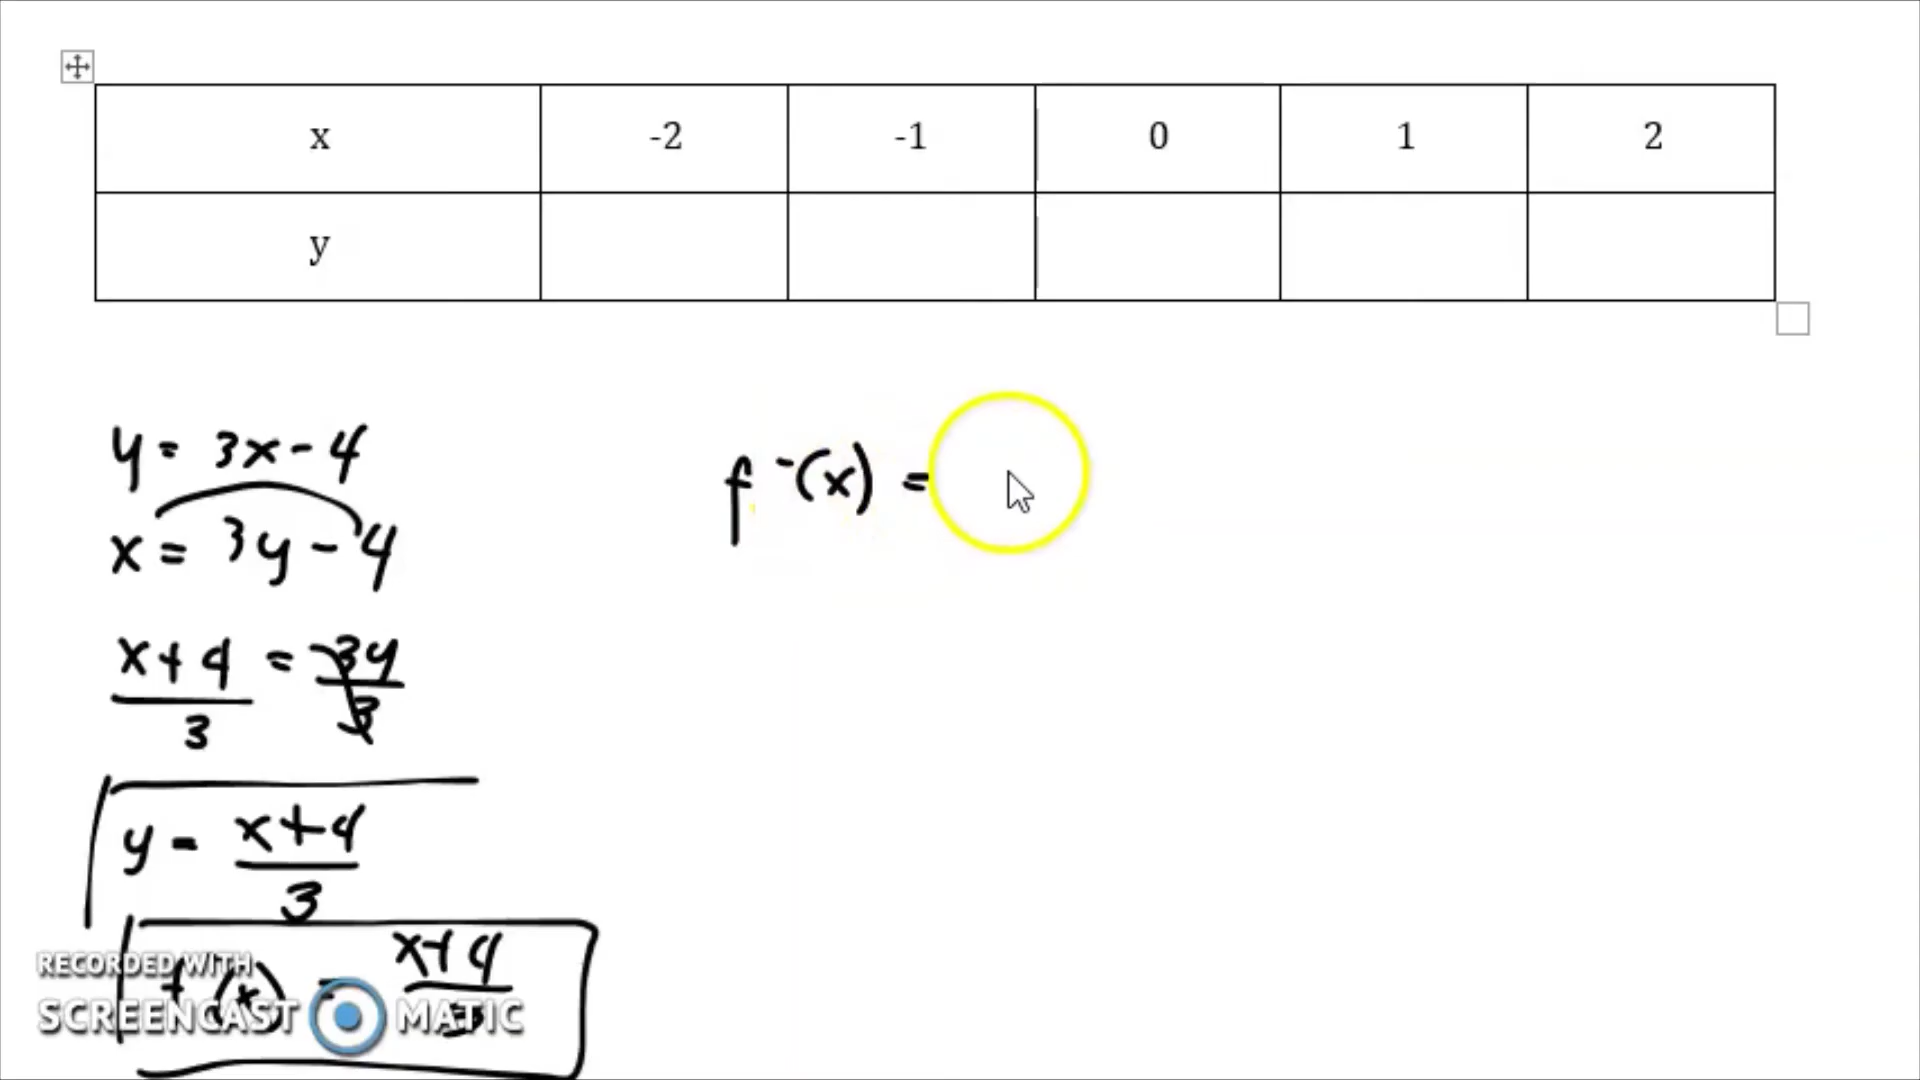 x -2 -1 0 1 2
y
y = 3x - 4
x = 3y - 4
x + 4 = 3y
3 3
y = x + 4
3
f⁻(x) =
f (x) = x + 4
3
RECORDED WITH
SCREENCAST MATIC